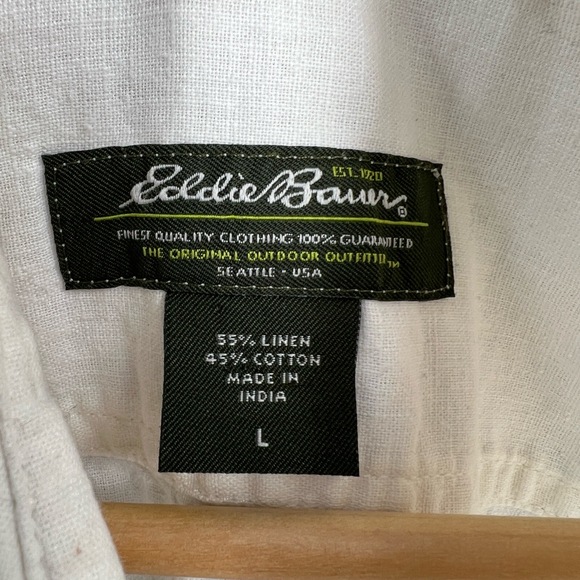 EST. 1920
Eddie Bauer®
FINEST QUALITY CLOTHING 100% GUARANTEED
THE ORIGINAL OUTDOOR OUTFITTER™
SEATTLE • USA
55% LINEN
45% COTTON
MADE IN
INDIA
L